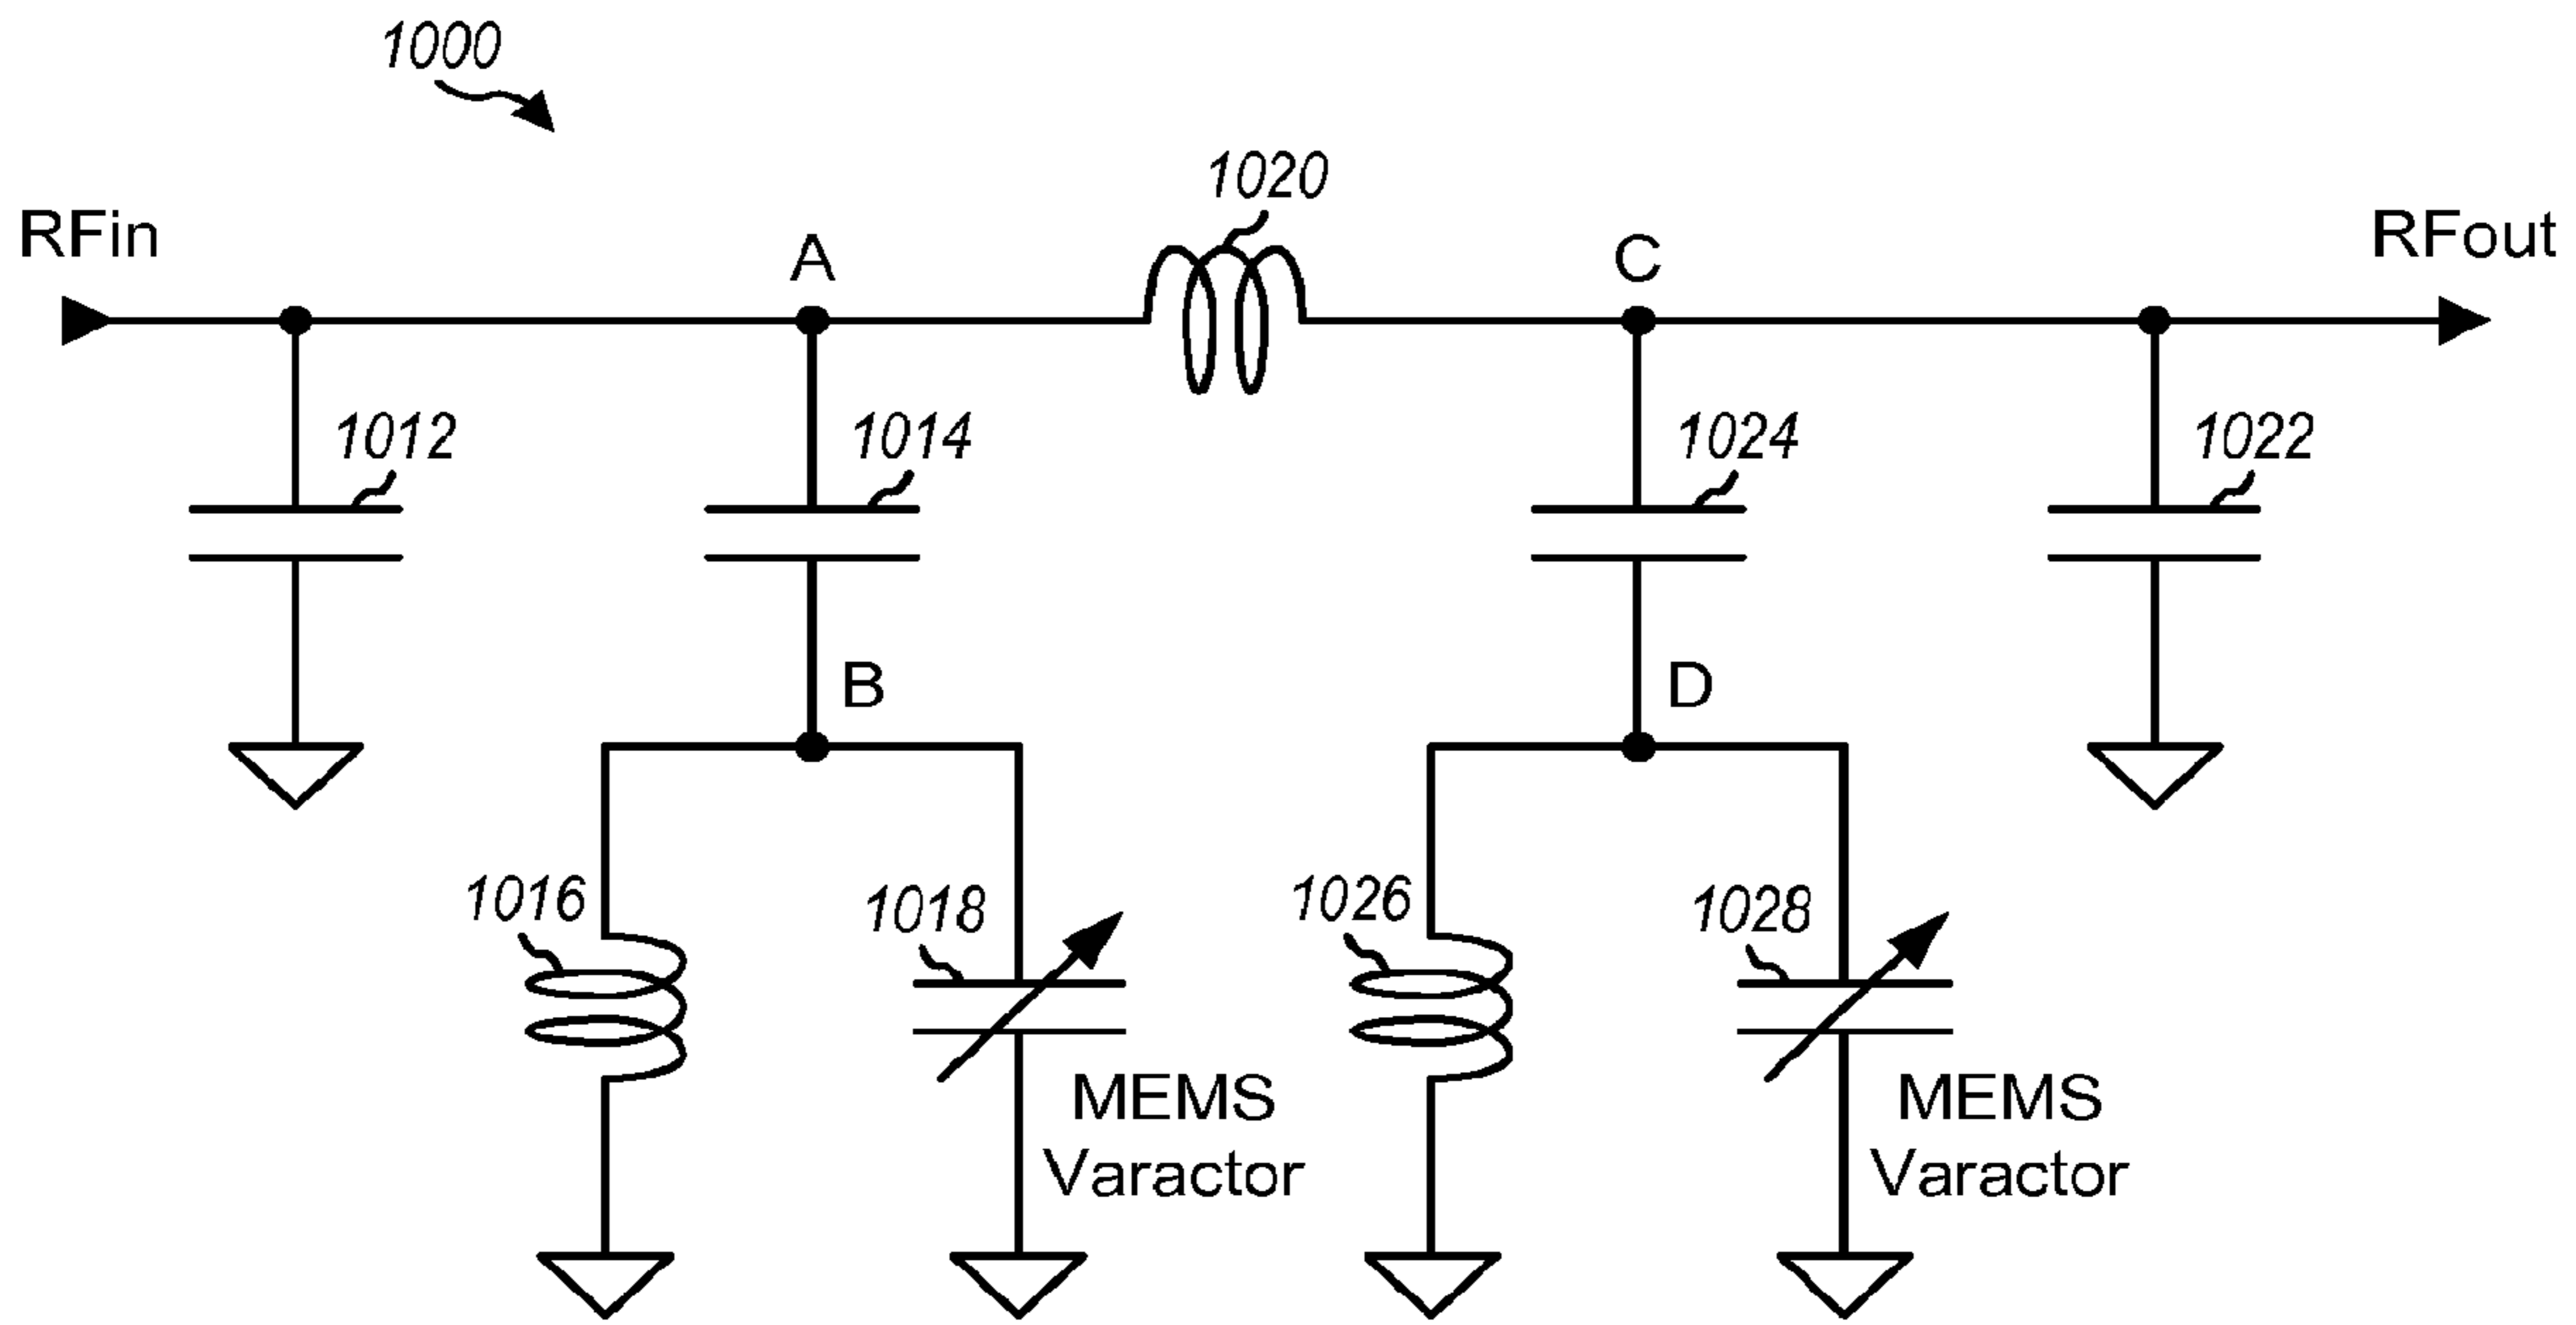 1000
1020
RFin
A
C
RFout
1012
1014
1024
1022
B
D
1016
1018
1026
1028
MEMS
Varactor
MEMS
Varactor